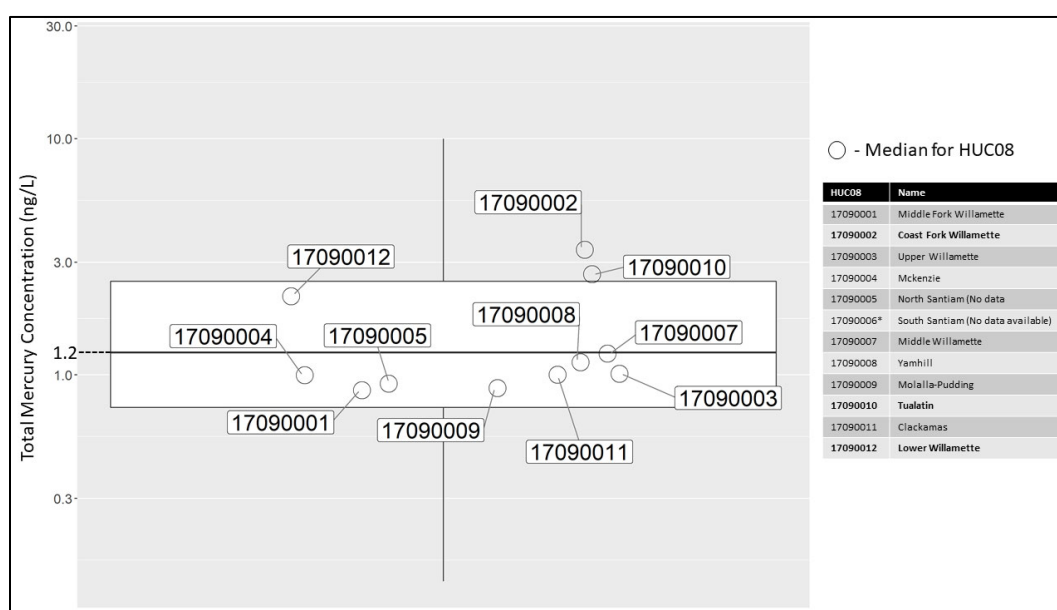 30.0
10.0
3.0
1.2
1.0
0.3
Total Mercury Concentration (ng/L)
17090002
17090012
17090010
17090008
17090004
17090005
17090007
17090001
17090009
17090003
17090011
- Median for HUC08
HUC08 Name
17090001 Middle Fork Willamette
17090002 Coast Fork Willamette
17090003 Upper Willamette
17090004 Mckenzie
17090005 North Santiam (No data
17090006* South Santiam (No data available)
17090007 Middle Willamette
17090008 Yamhill
17090009 Molalla-Pudding
17090010 Tualatin
17090011 Clackamas
17090012 Lower Willamette